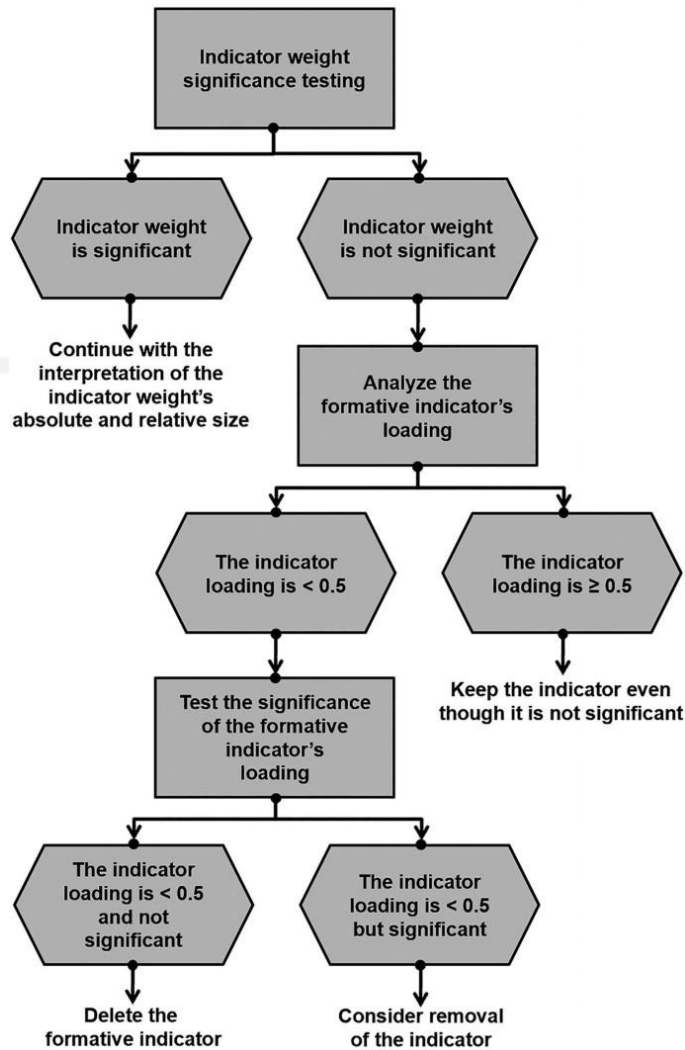 Indicator weight
significance testing
Indicator weight
is significant
Indicator weight
is not significant
Continue with the
interpretation of the
indicator weight's
absolute and relative size
Analyze the
formative indicator's
loading
The indicator
loading is < 0.5
The indicator
loading is ≥ 0.5
Test the significance
of the formative
indicator's
loading
Keep the indicator even
though it is not significant
The indicator
loading is < 0.5
and not
significant
The indicator
loading is < 0.5
but significant
Delete the
formative indicator
Consider removal
of the indicator